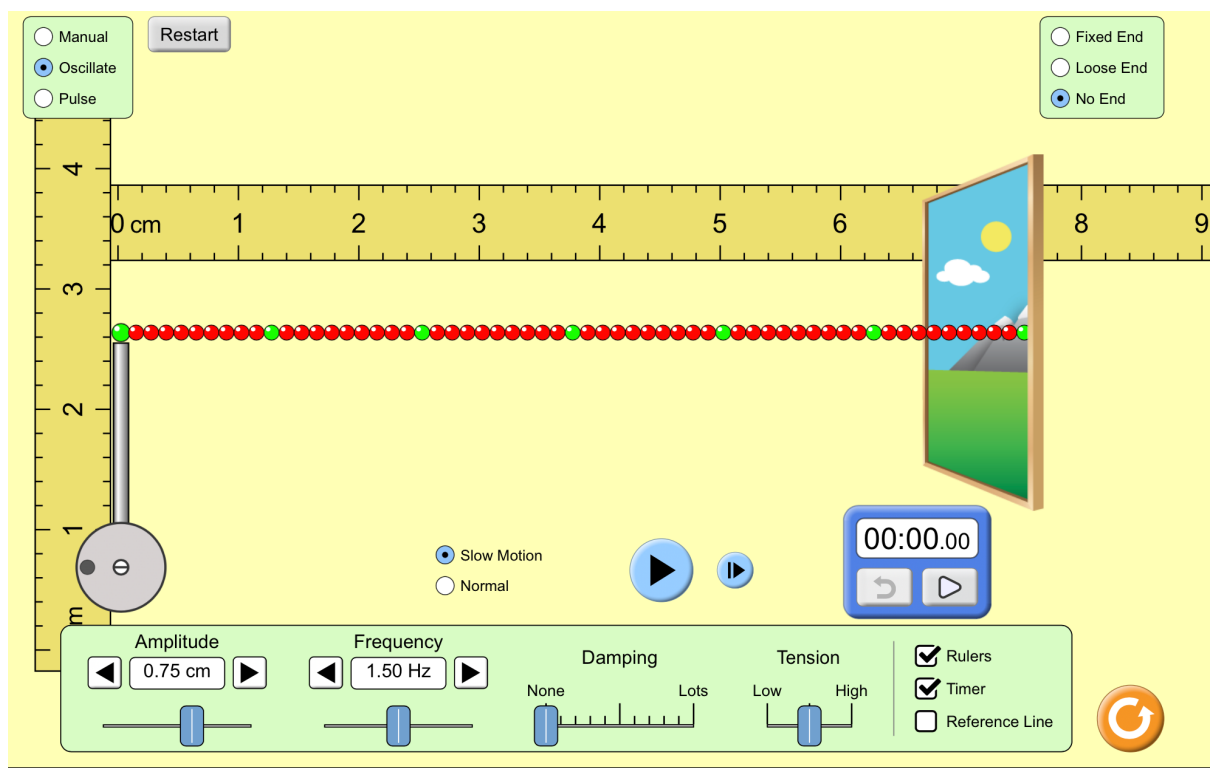 Manual
Oscillate
Pulse
Restart
Fixed End
Loose End
No End
4
3
2
1
0 cm 1 2 3 4 5 6 8 9
Slow Motion
Normal
00:00.00
m
Amplitude
0.75 cm
Frequency
1.50 Hz
Damping
None Lots
Tension
Low High
Rulers
Timer
Reference Line